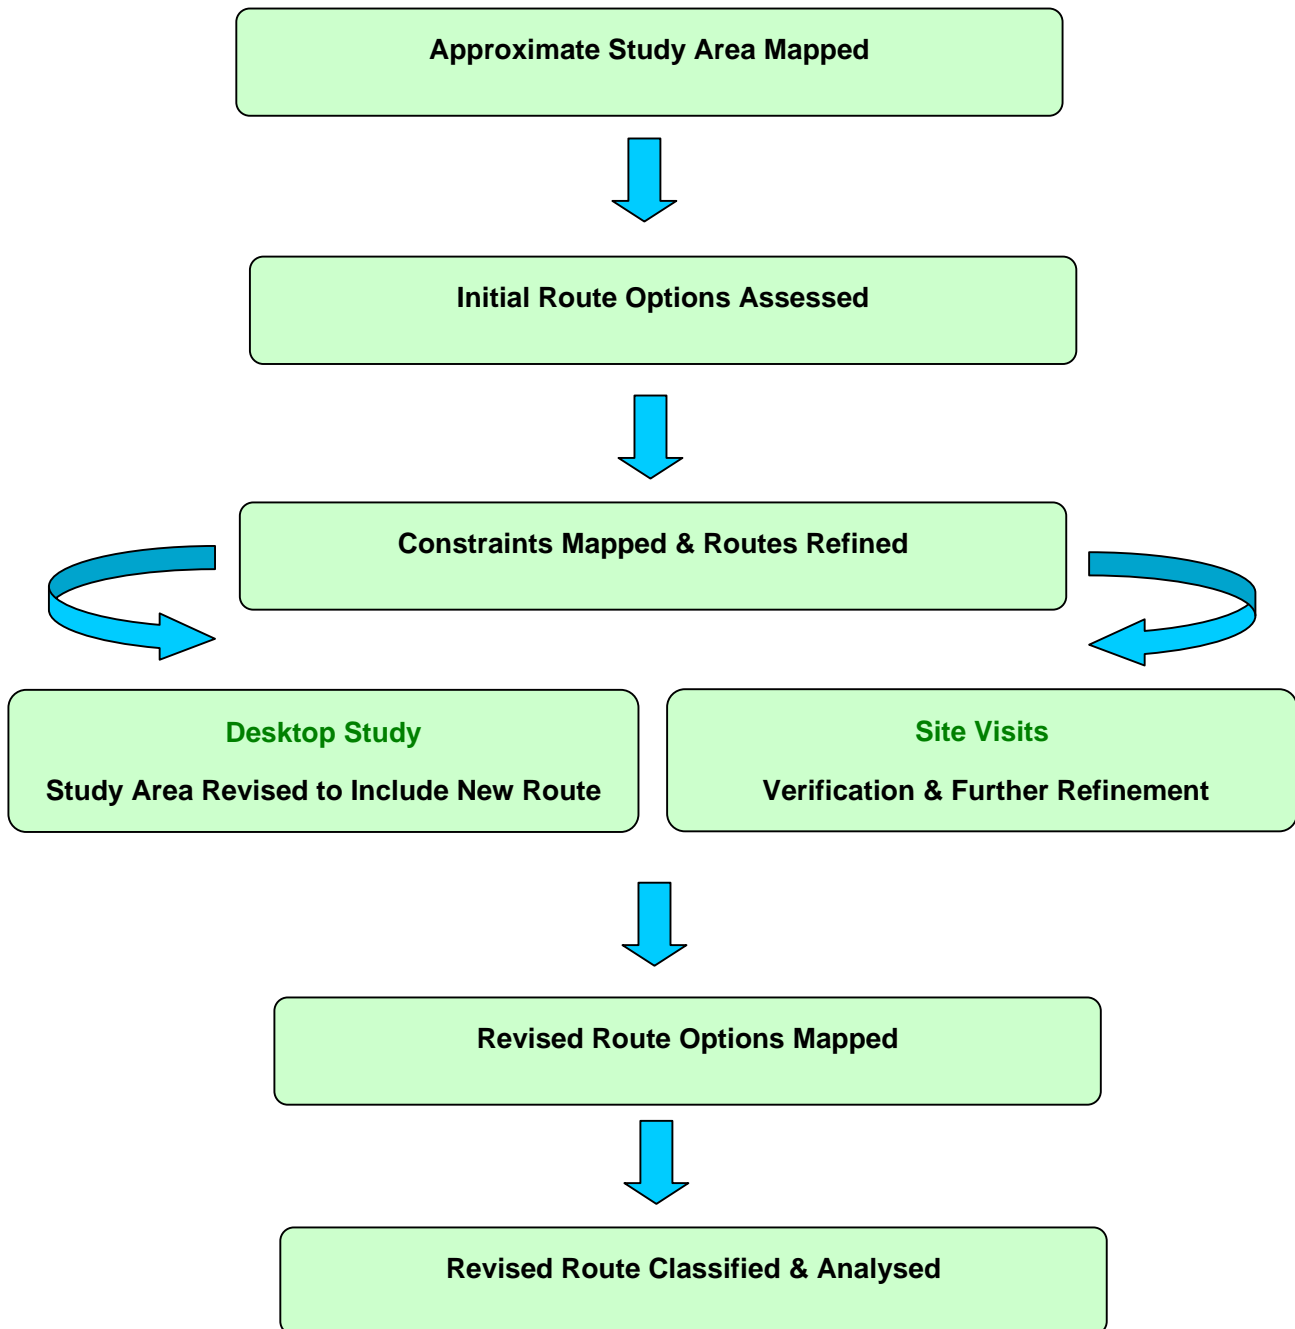 Approximate Study Area Mapped
Initial Route Options Assessed
Constraints Mapped & Routes Refined
Desktop Study
Study Area Revised to Include New Route
Site Visits
Verification & Further Refinement
Revised Route Options Mapped
Revised Route Classified & Analysed